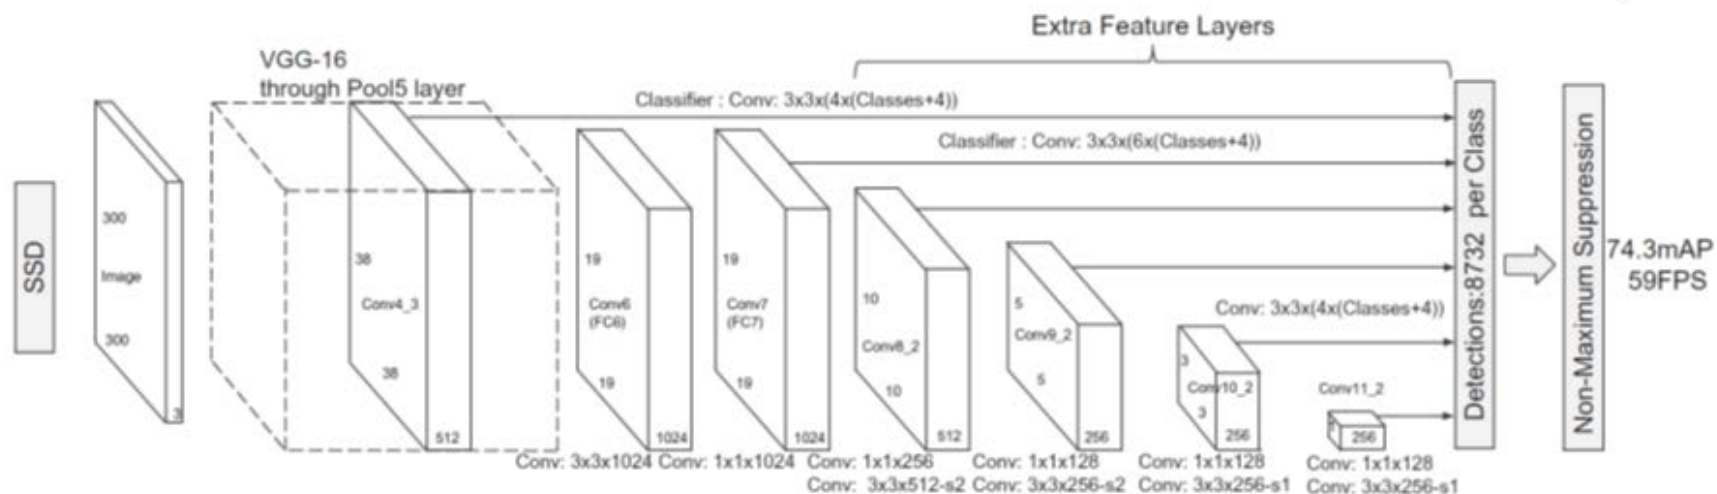 Extra Feature Layers
VGG-16
through Pool5 layer
Classifier : Conv: 3x3x(4x(Classes+4))
Classifier : Conv: 3x3x(6x(Classes+4))
SSD
300
Image
300
3
38
Conv4_3
38
512
19
Conv6
(FC6)
19
1024
19
Conv7
(FC7)
19
1024
10
Conv8_2
10
512
5
Conv9_2
5
256
Conv: 3x3x(4x(Classes+4))
3
Conv10_2
3
256
Conv11_2
256
Detections:8732 per Class
Non-Maximum Suppression
74.3mAP
59FPS
Conv: 3x3x1024
Conv: 1x1x1024
Conv: 1x1x256
Conv: 3x3x512-s2
Conv: 1x1x128
Conv: 3x3x256-s2
Conv: 1x1x128
Conv: 3x3x256-s1
Conv: 1x1x128
Conv: 3x3x256-s1